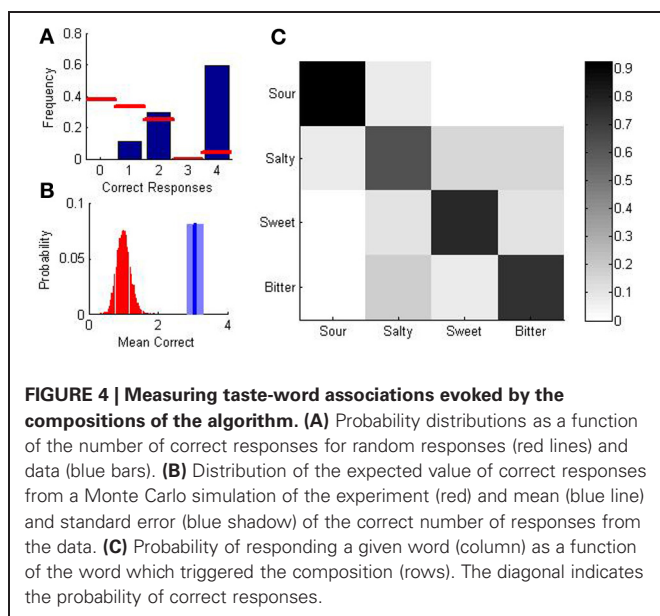 A
0.8
0.6
0.4
0.2
0
Frequency
0 1 2 3 4
Correct Responses
B
0.1
0.05
0
Probability
0 2 4
Mean Correct
C
Sour
Salty
Sweet
Bitter
Sour Salty Sweet Bitter
0.9
0.8
0.7
0.6
0.5
0.4
0.3
0.2
0.1
0
FIGURE 4 | Measuring taste-word associations evoked by the
compositions of the algorithm. (A) Probability distributions as a function
of the number of correct responses for random responses (red lines) and
data (blue bars). (B) Distribution of the expected value of correct responses
from a Monte Carlo simulation of the experiment (red) and mean (blue line)
and standard error (blue shadow) of the correct number of responses from
the data. (C) Probability of responding a given word (column) as a function
of the word which triggered the composition (rows). The diagonal indicates
the probability of correct responses.